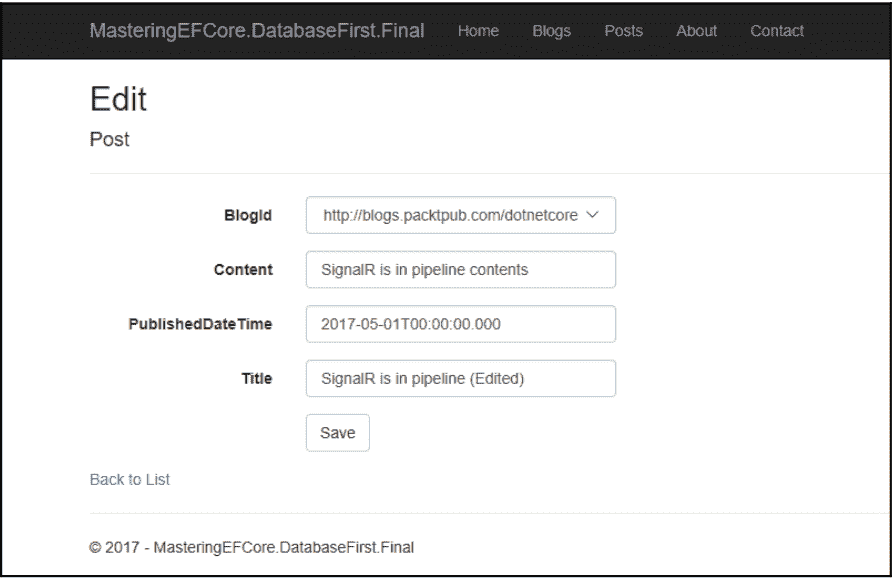 MasteringEFCore.DatabaseFirst.Final Home Blogs Posts About Contact
Edit
Post
BlogId http://blogs.packtpub.com/dotnetcore
Content SignalR is in pipeline contents
PublishedDateTime 2017-05-01T00:00:00.000
Title SignalR is in pipeline (Edited)
Save
Back to List
© 2017 - MasteringEFCore.DatabaseFirst.Final